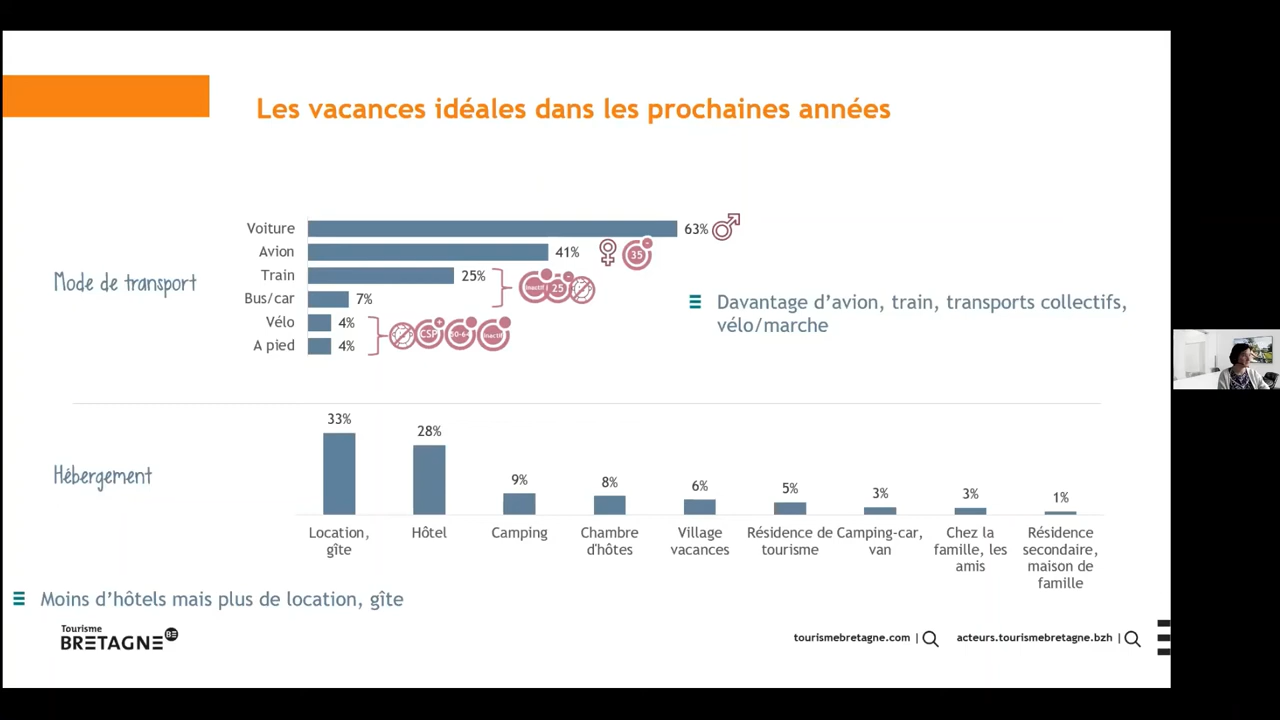 Les vacances idéales dans les prochaines années
Mode de transport
Voiture 63%
Avion 41% 35 -
Train 25%
Bus/car 7%
inactif 25 -
Vélo 4%
A pied 4%
CSP + 50-64 inactif
Davantage d’avion, train, transports collectifs,
vélo/marche
Hébergement
33% 28% 9% 8% 6% 5% 3% 3% 1%
Location, gîte
Hôtel
Camping
Chambre d'hôtes
Village vacances
Résidence de tourisme
Camping-car, van
Chez la famille, les amis
Résidence secondaire, maison de famille
Moins d’hôtels mais plus de location, gîte
Tourisme
BRETAGNE BE
tourismebretagne.com | acteurs.tourismebretagne.bzh |